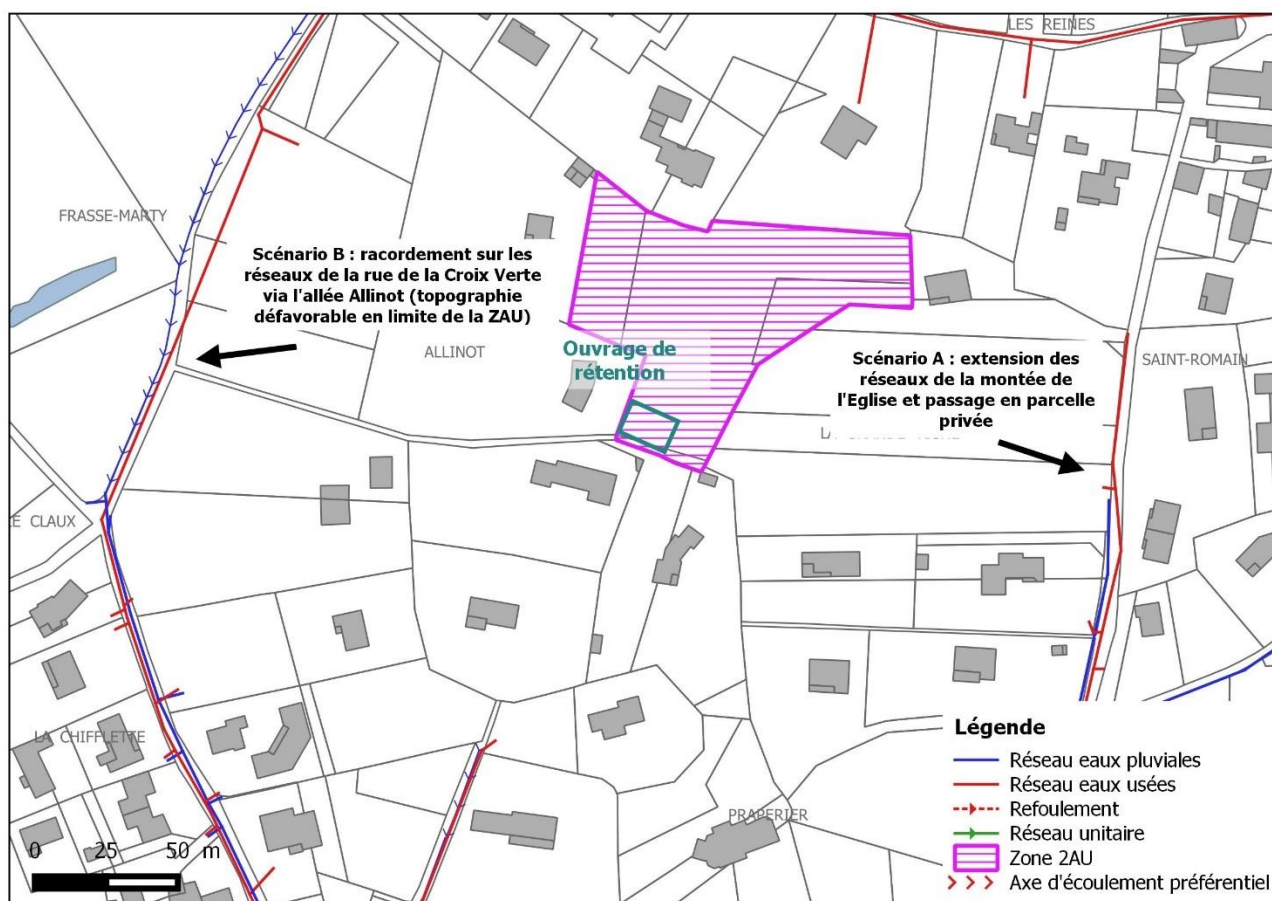 LES REINES
FRASSE-MARTY
Scénario B : racordement sur les
réseaux de la rue de la Croix Verte
via l'allée Allinot (topographie
défavorable en limite de la ZAU)
ALLINOT
Ouvrage de
rétention
Scénario A : extension des
réseaux de la montée de
l'Eglise et passage en parcelle
privée
SAINT-ROMAIN
E CLAUX
LA CHIFFLETTE
PRAPERIER
Légende
Réseau eaux pluviales
Réseau eaux usées
Refoulement
Réseau unitaire
Zone 2AU
Axe d'écoulement préférentiel
0 25 50 m